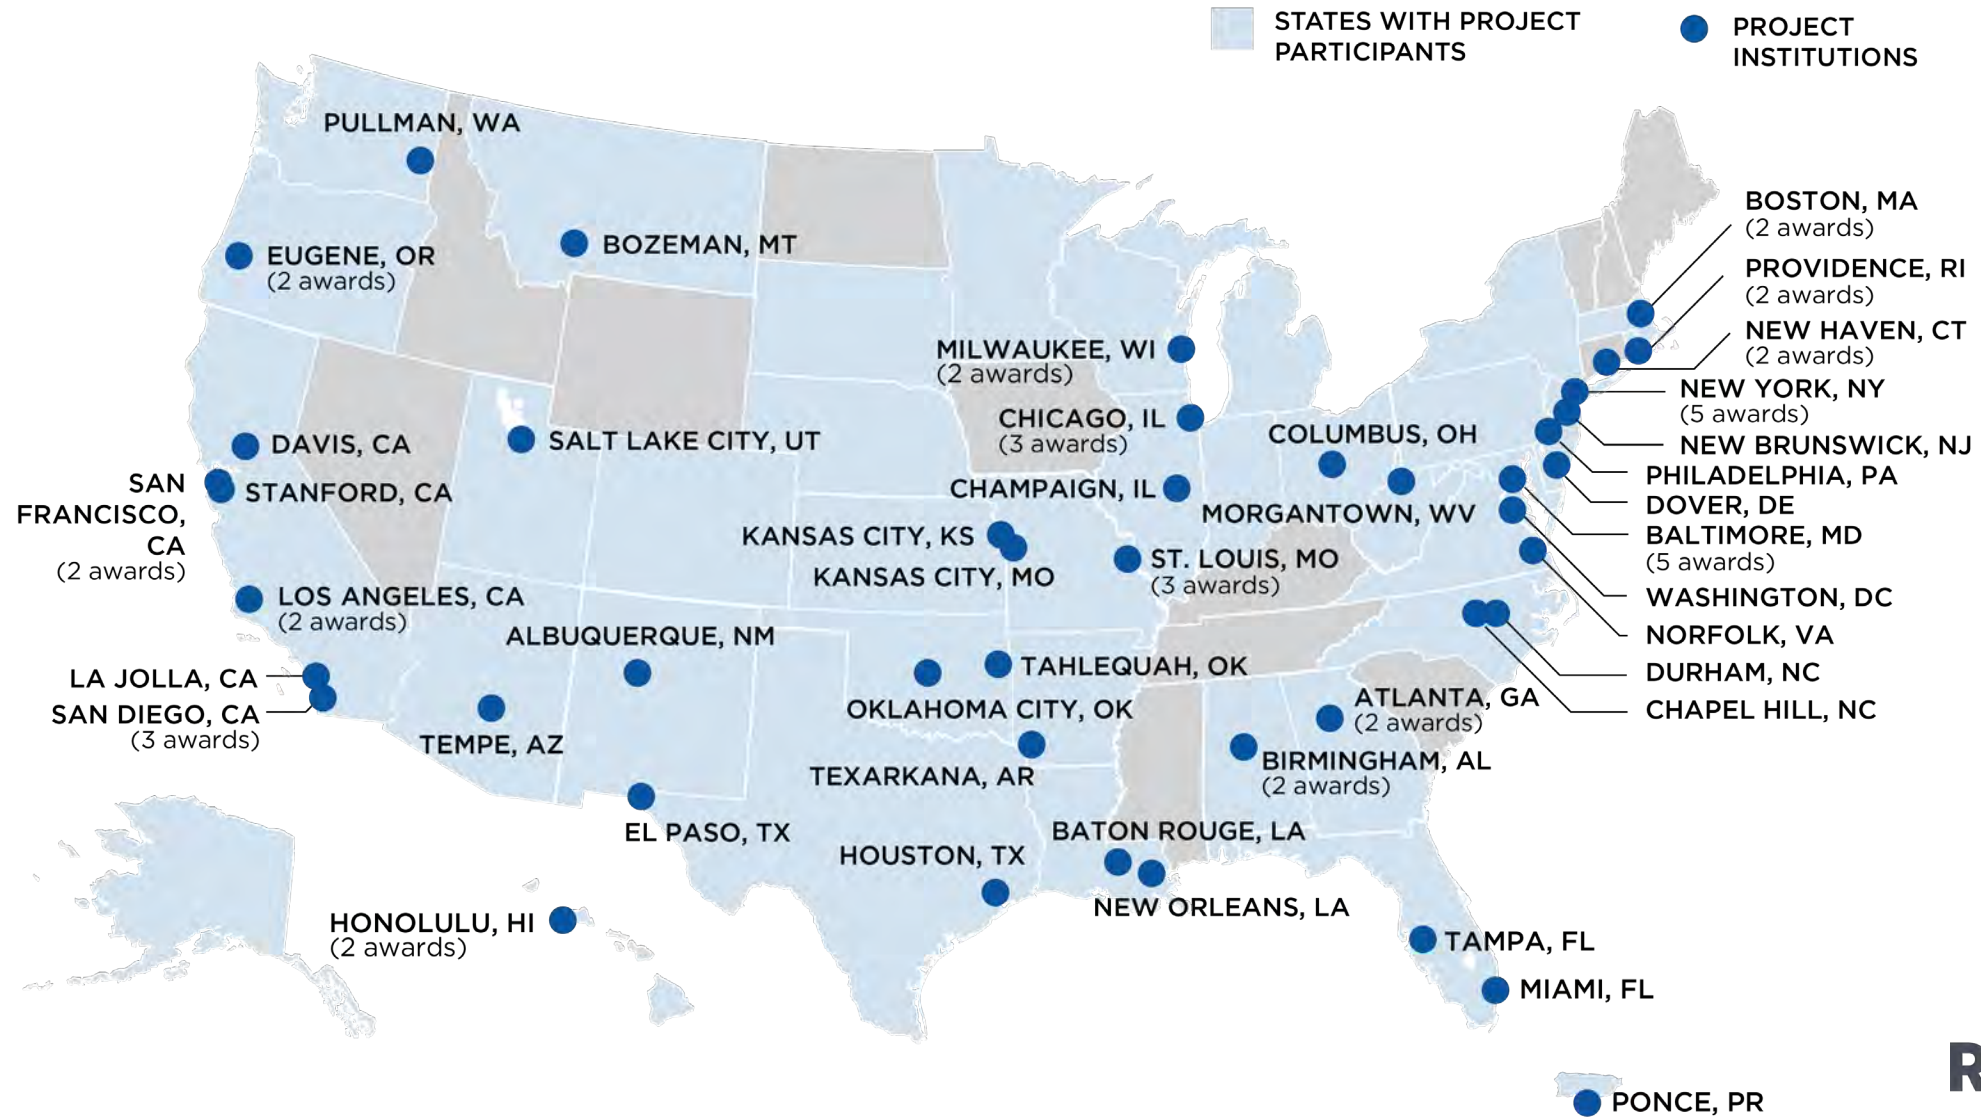 STATES WITH PROJECT
PARTICIPANTS
PROJECT
INSTITUTIONS
PULLMAN, WA
EUGENE, OR
(2 awards)
BOZEMAN, MT
DAVIS, CA
SALT LAKE CITY, UT
SAN
FRANCISCO,
CA
(2 awards)
STANFORD, CA
LOS ANGELES, CA
(2 awards)
LA JOLLA, CA
SAN DIEGO, CA
(3 awards)
ALBUQUERQUE, NM
TEMPE, AZ
EL PASO, TX
HONOLULU, HI
(2 awards)
MILWAUKEE, WI
(2 awards)
CHICAGO, IL
(3 awards)
CHAMPAIGN, IL
KANSAS CITY, KS
KANSAS CITY, MO
ST. LOUIS, MO
(3 awards)
COLUMBUS, OH
MORGANTOWN, WV
TAHLEQUAH, OK
OKLAHOMA CITY, OK
TEXARKANA, AR
HOUSTON, TX
BATON ROUGE, LA
NEW ORLEANS, LA
ATLANTA, GA
(2 awards)
BIRMINGHAM, AL
(2 awards)
TAMPA, FL
MIAMI, FL
PONCE, PR
BOSTON, MA
(2 awards)
PROVIDENCE, RI
(2 awards)
NEW HAVEN, CT
(2 awards)
NEW YORK, NY
(5 awards)
NEW BRUNSWICK, NJ
PHILADELPHIA, PA
DOVER, DE
BALTIMORE, MD
(5 awards)
WASHINGTON, DC
NORFOLK, VA
DURHAM, NC
CHAPEL HILL, NC